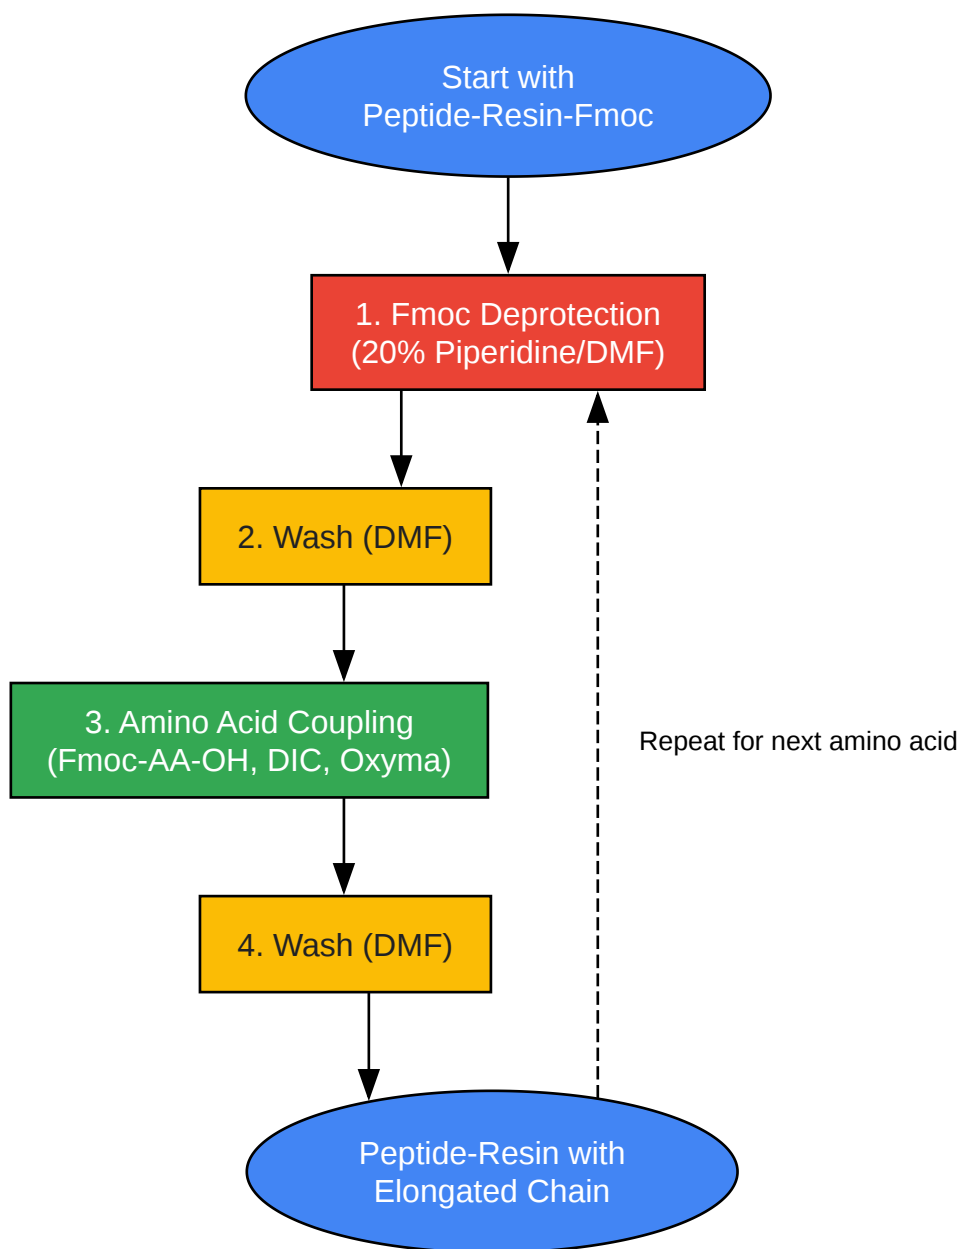 Start with
Peptide-Resin-Fmoc
1. Fmoc Deprotection
(20% Piperidine/DMF)
2. Wash (DMF)
3. Amino Acid Coupling
(Fmoc-AA-OH, DIC, Oxyma)
Repeat for next amino acid
4. Wash (DMF)
Peptide-Resin with
Elongated Chain